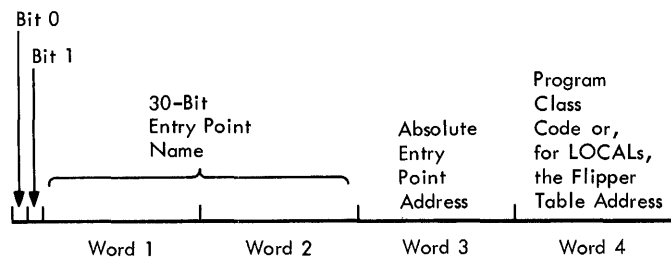 Bit 0
Bit 1
30-Bit
Entry Point
Name
Absolute
Entry
Point
Address
Program
Class
Code or,
for LOCALs,
the Flipper
Table Address
Word 1
Word 2
Word 3
Word 4